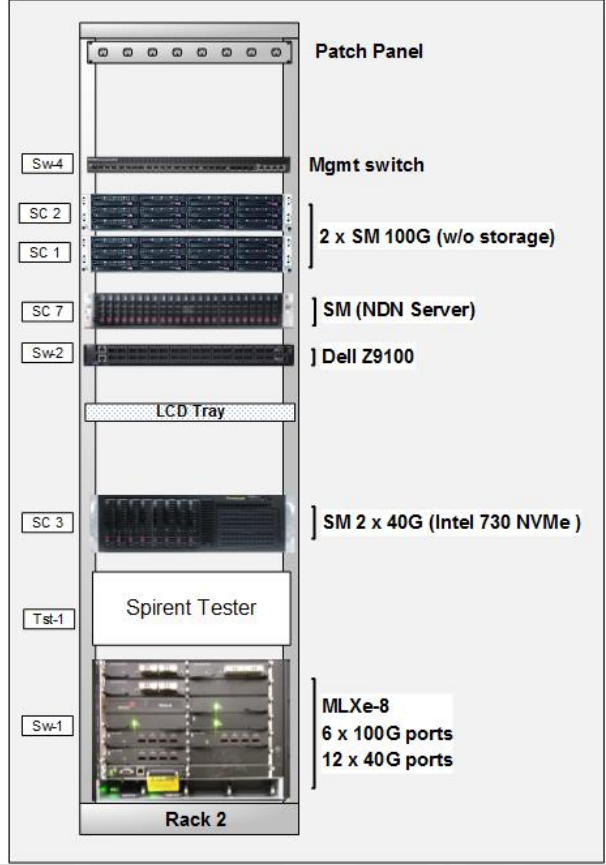 Patch Panel
Sw-4
Mgmt switch
SC 2
2 x SM 100G (w/o storage)
SC 1
SC 7
SM (NDN Server)
Sw-2
Dell Z9100
LCD Tray
SC 3
SM 2 x 40G (Intel 730 NVMe )
Spirent Tester
Tst-1
Sw-1
MLXe-8
6 x 100G ports
12 x 40G ports
Rack 2